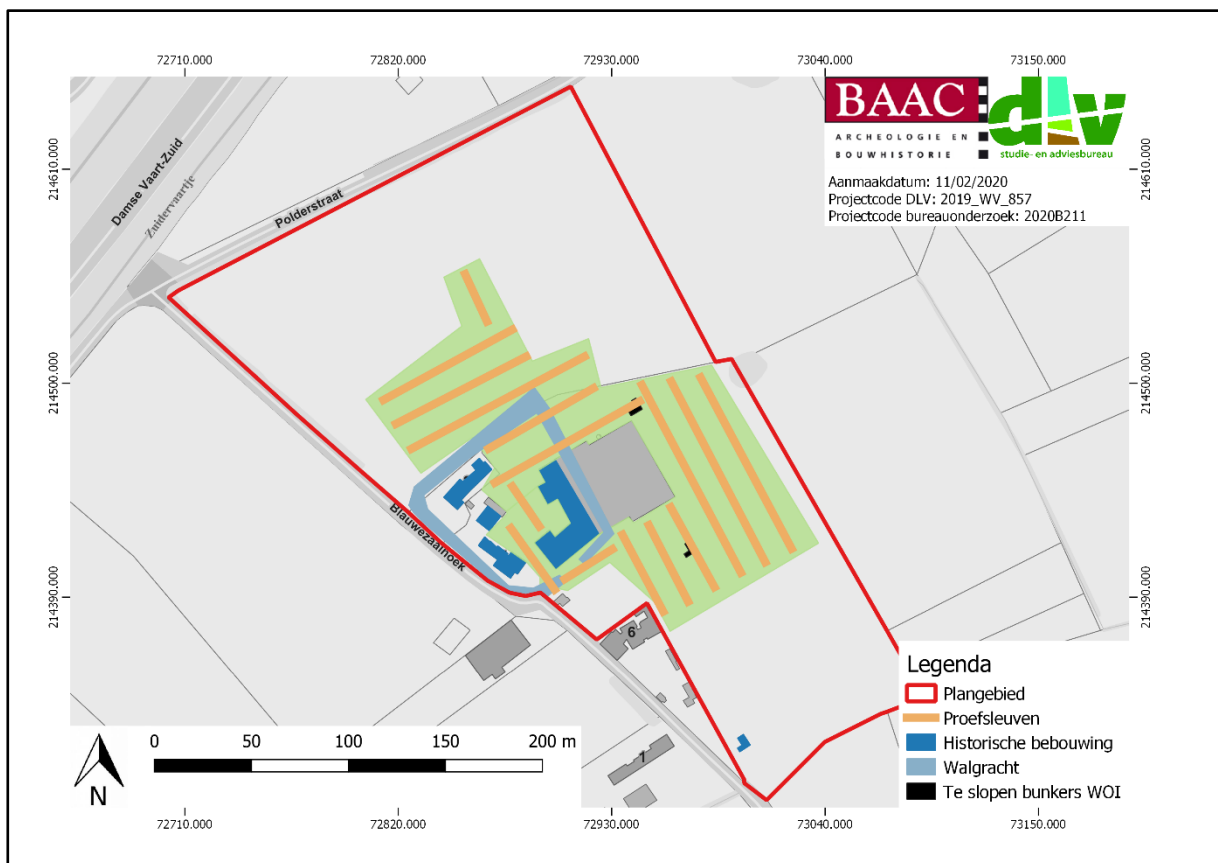 72710.000 72820.000 72930.000 73040.000 73150.000
BAAC
ARCHEOLOGIE EN
BOUWHISTORIE
dlv
studie- en adviesbureau
Aanmaakdatum: 11/02/2020
Projectcode DLV: 2019_WV_857
Projectcode bureauonderzoek: 2020B211
214610.000 214610.000
Damse Vaart-Zuid
Zuidervaartje
Polderstraat
214500.000 214500.000
Blauwezaalhoek
214390.000 214390.000
6
1
Legenda
Plangebied
Proefsleuven
Historische bebouwing
Walgracht
Te slopen bunkers WOI
0 50 100 150 200 m
N
72710.000 72820.000 72930.000 73040.000 73150.000